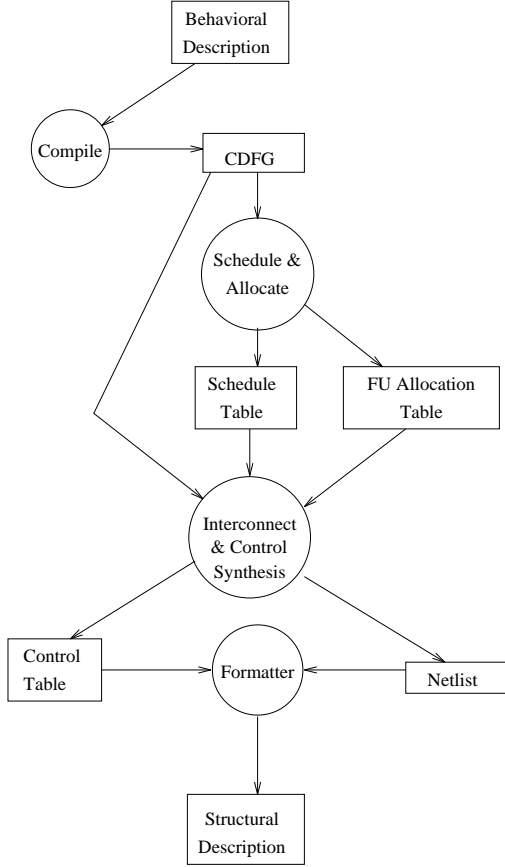 Behavioral
Description
Compile
CDFG
Schedule &
Allocate
Schedule
Table
FU Allocation
Table
Interconnect
& Control
Synthesis
Control
Table
Formatter
Netlist
Structural
Description